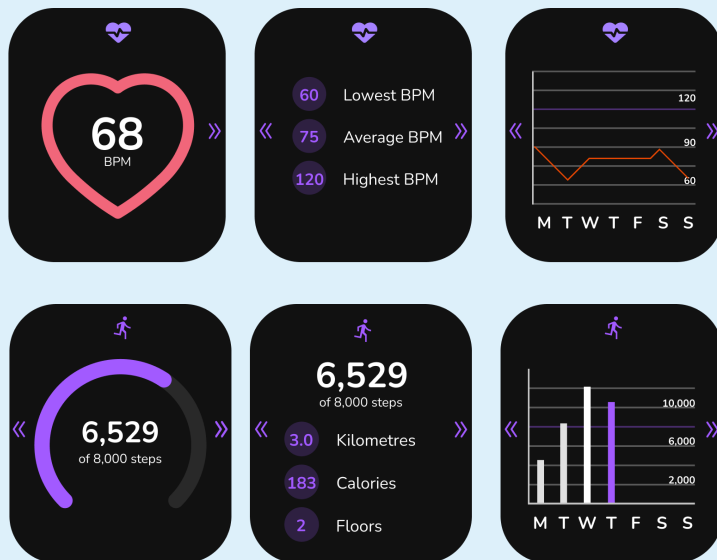 68
BPM
60 Lowest BPM
75 Average BPM
120 Highest BPM
120
90
60
M T W T F S S
6,529
of 8,000 steps
6,529
of 8,000 steps
3.0 Kilometres
183 Calories
2 Floors
10,000
6,000
2,000
M T W T F S S